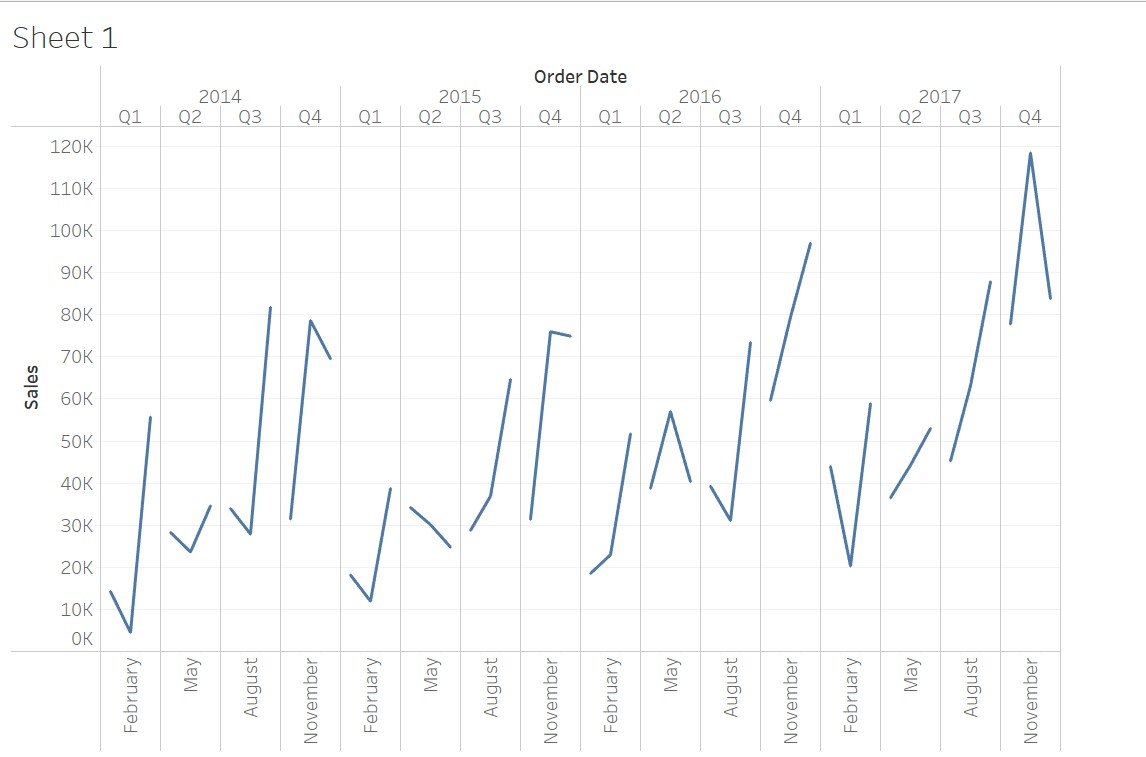 Sheet 1
Order Date
2014 2015 2016 2017
Q1 Q2 Q3 Q4 Q1 Q2 Q3 Q4 Q1 Q2 Q3 Q4 Q1 Q2 Q3 Q4
120K
110K
100K
90K
80K
70K
60K
50K
40K
30K
20K
10K
0K
Sales
February May August November February May August November February May August November February May August November